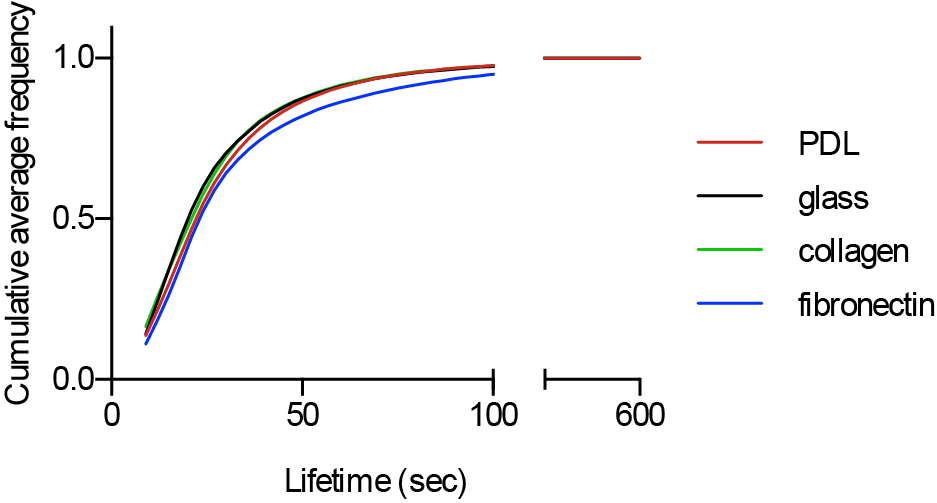 Cumulative average frequency
1.0
0.5
0.0
0
50
100
600
Lifetime (sec)
PDL
glass
collagen
fibronectin